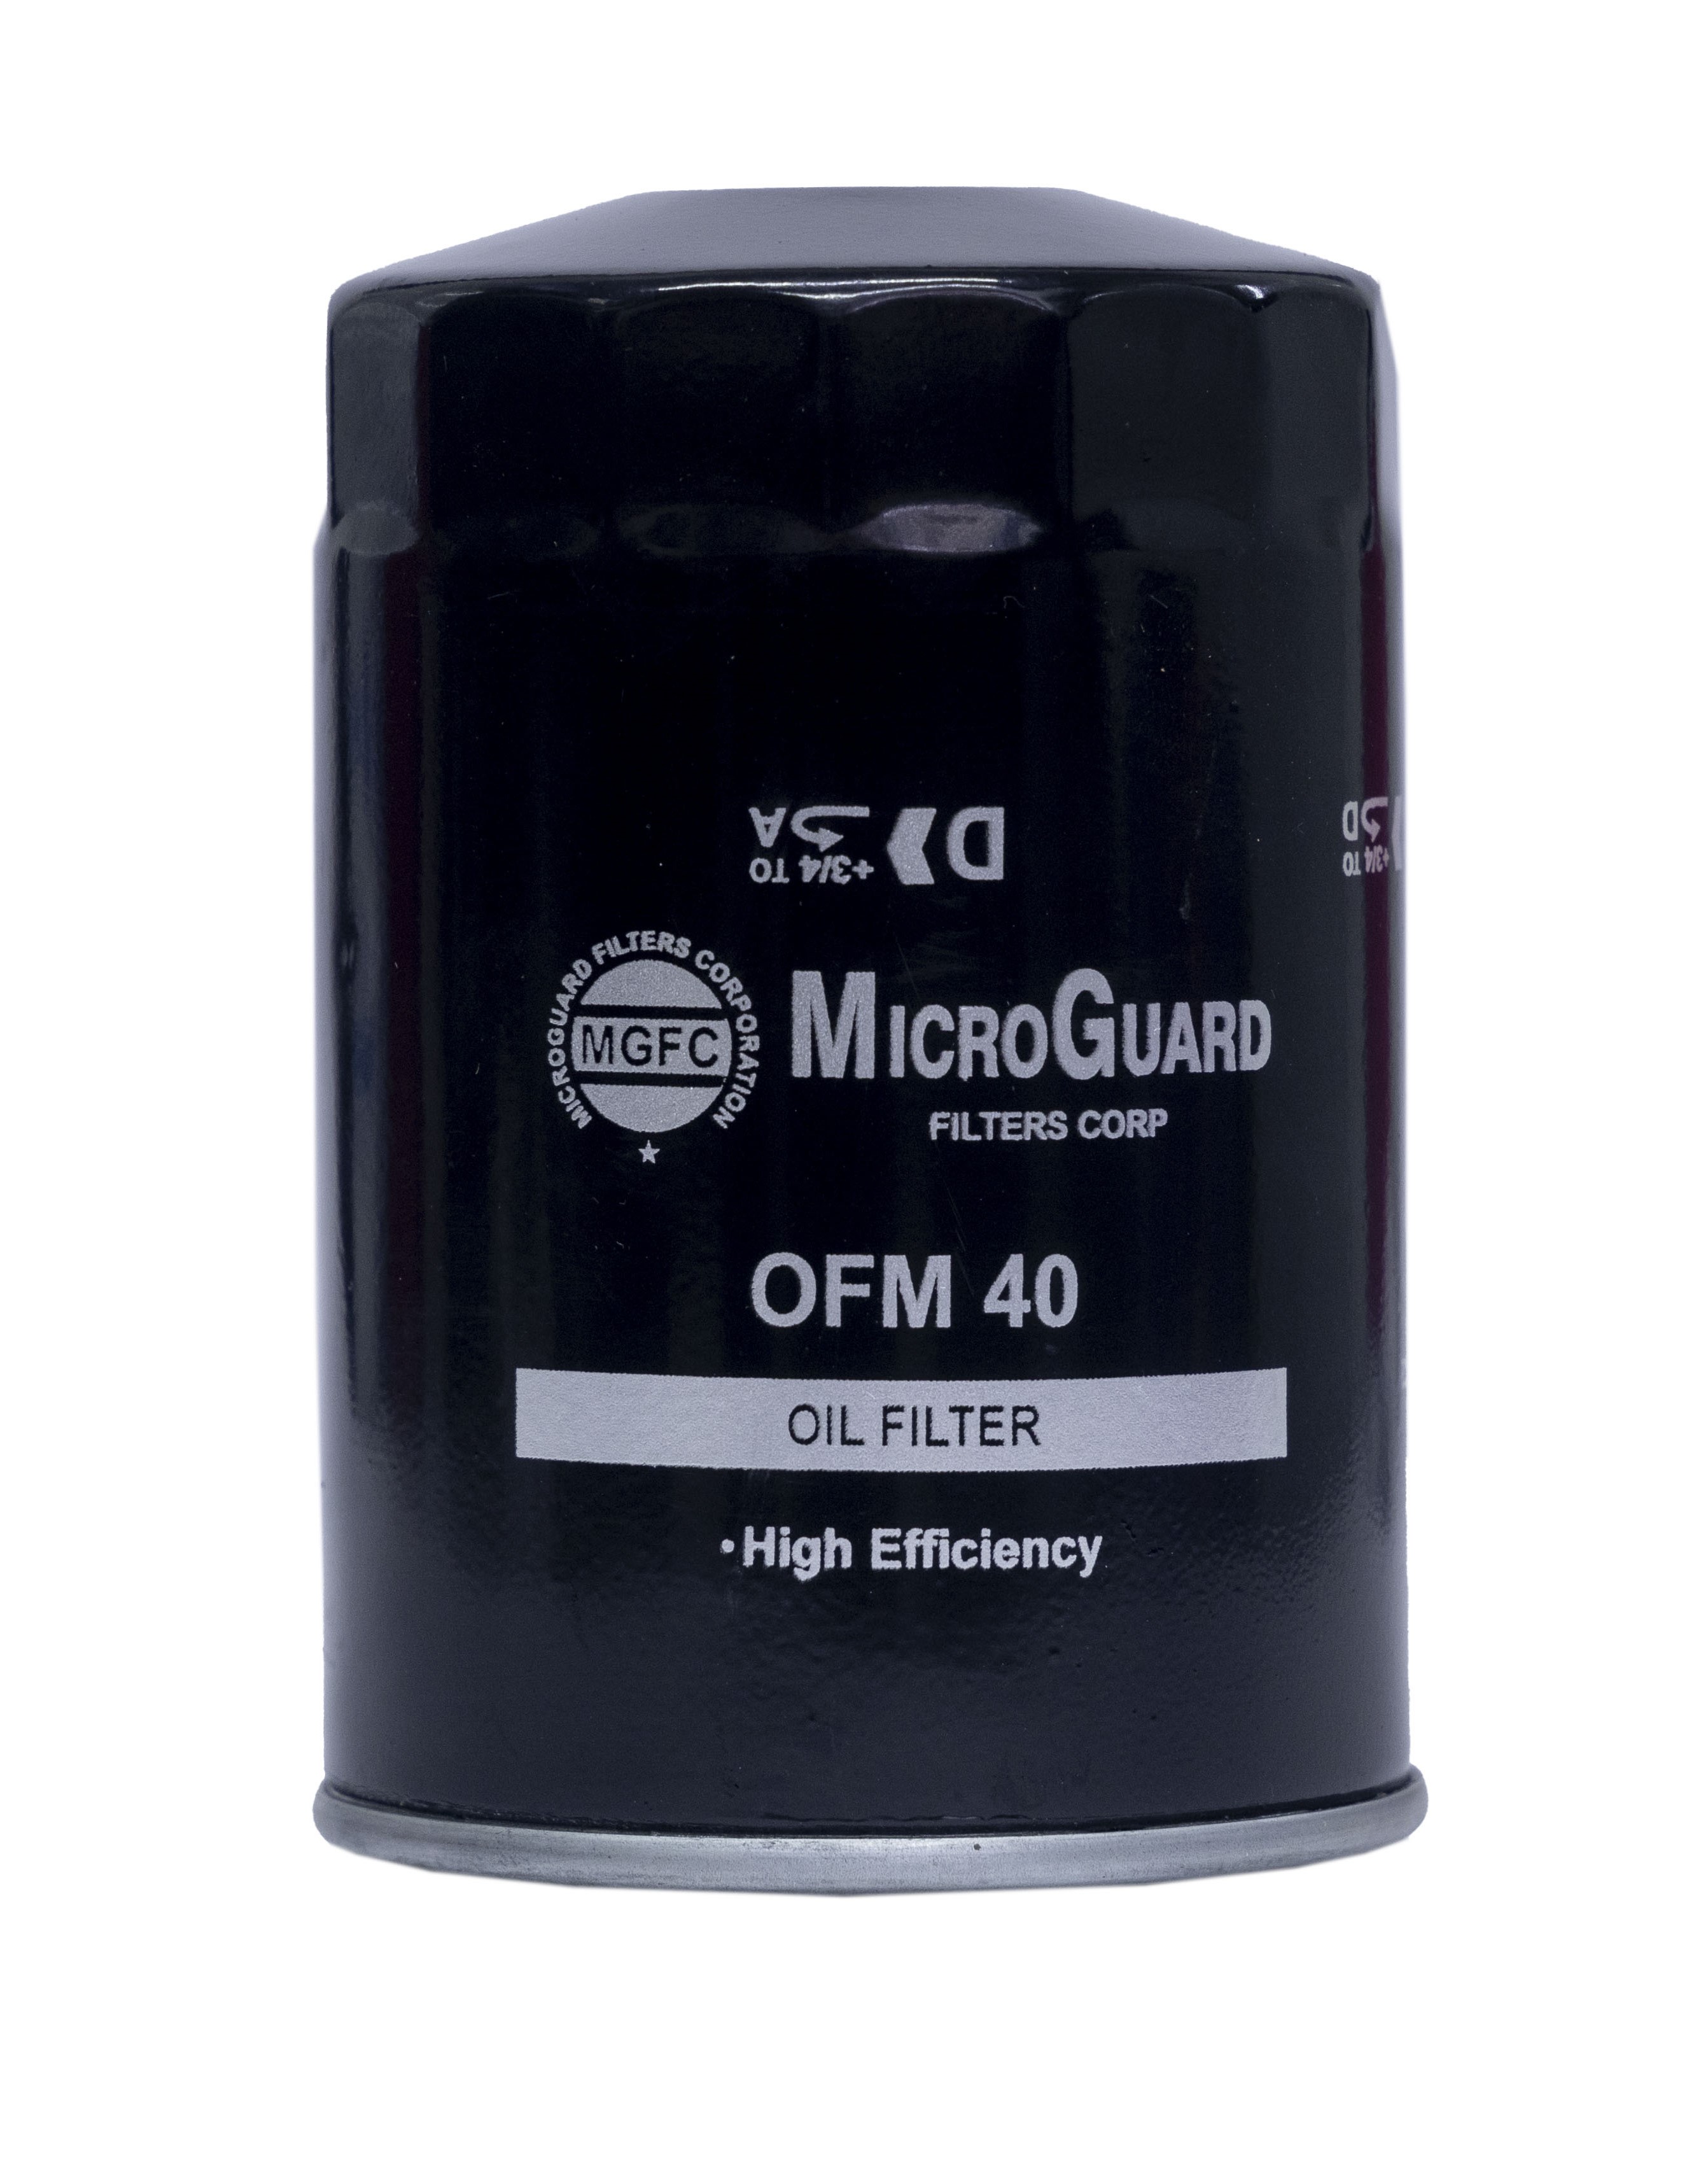 D A
+3/4 TO
D
+3/4 TO
MICROGUARD FILTERS CORPORATION
MGFC
MICROGUARD
FILTERS CORP
OFM 40
OIL FILTER
•High Efficiency